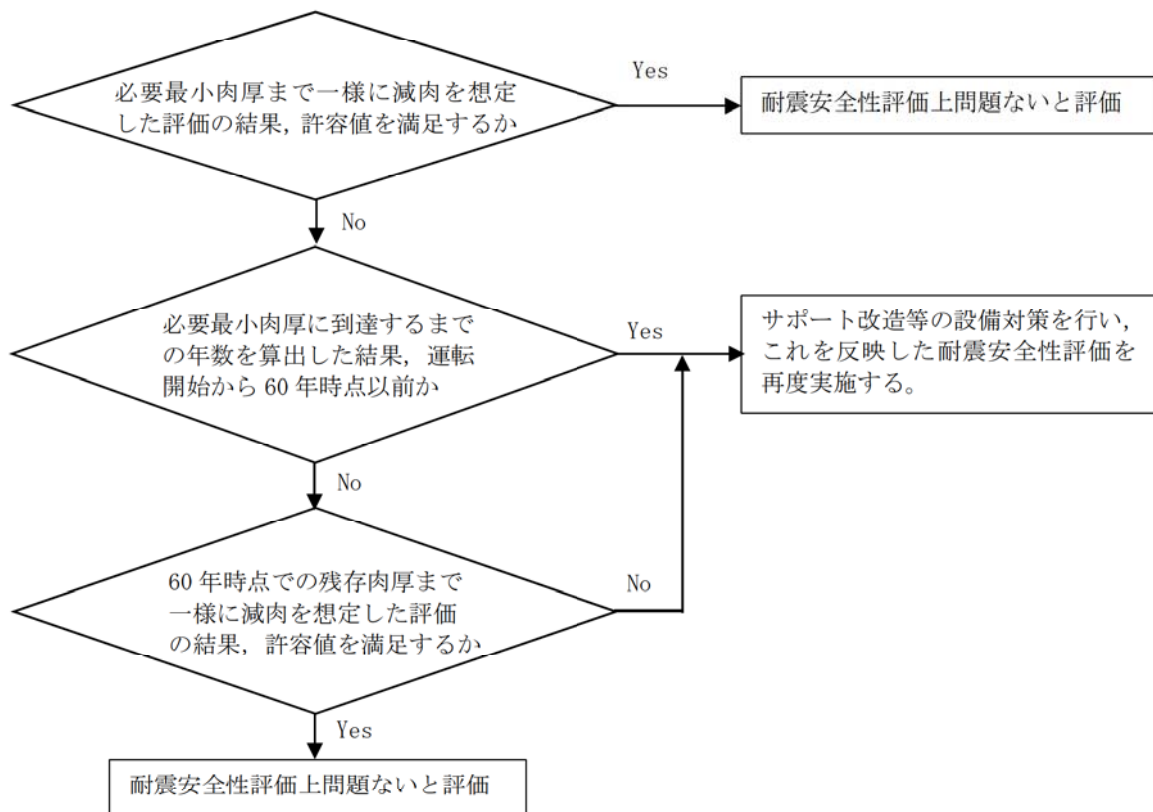 必要最小肉厚まで一様に減肉を想定
した評価の結果，許容値を満足するか
Yes
耐震安全性評価上問題ないと評価
No
必要最小肉厚に到達するまで
の年数を算出した結果，運転
開始から 60 年時点以前か
Yes
サポート改造等の設備対策を行い，
これを反映した耐震安全性評価を
再度実施する。
No
60 年時点での残存肉厚まで
一様に減肉を想定した評価
の結果，許容値を満足するか
No
Yes
耐震安全性評価上問題ないと評価